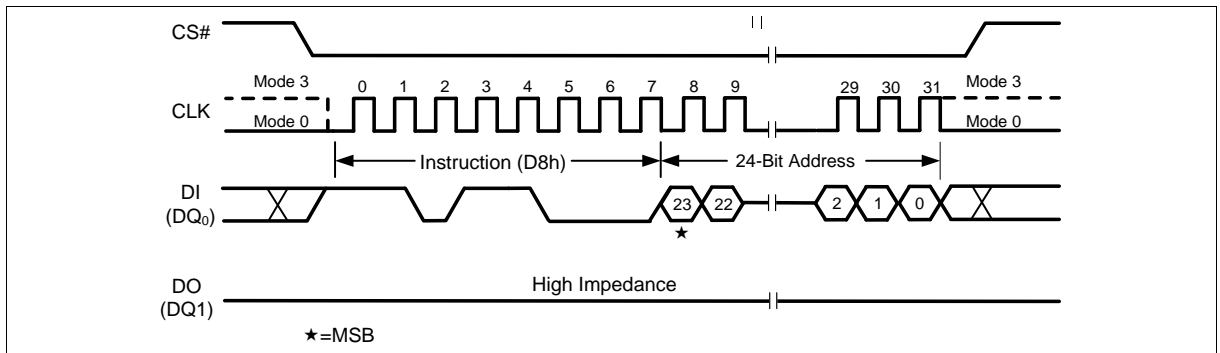 CS#
Mode 3 0 1 2 3 4 5 6 7 8 9 29 30 31 Mode 3
CLK
Mode 0 Mode 0
Instruction (D8h) 24-Bit Address
DI
(DQ₀) 23 22 2 1 0
★
DO
(DQ1)
High Impedance
★=MSB